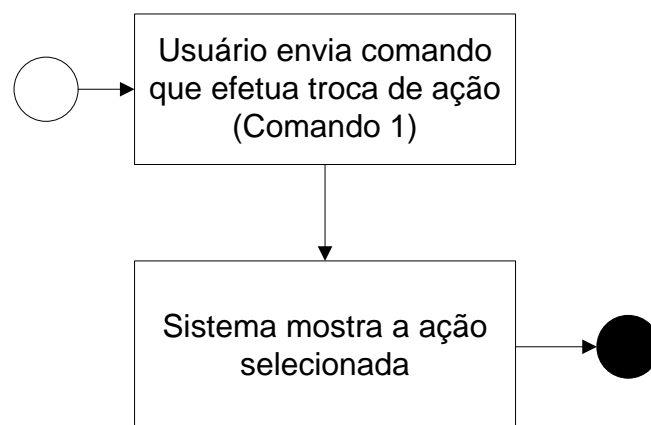 Usuário envia comando
que efetua troca de ação
(Comando 1)
Sistema mostra a ação
selecionada